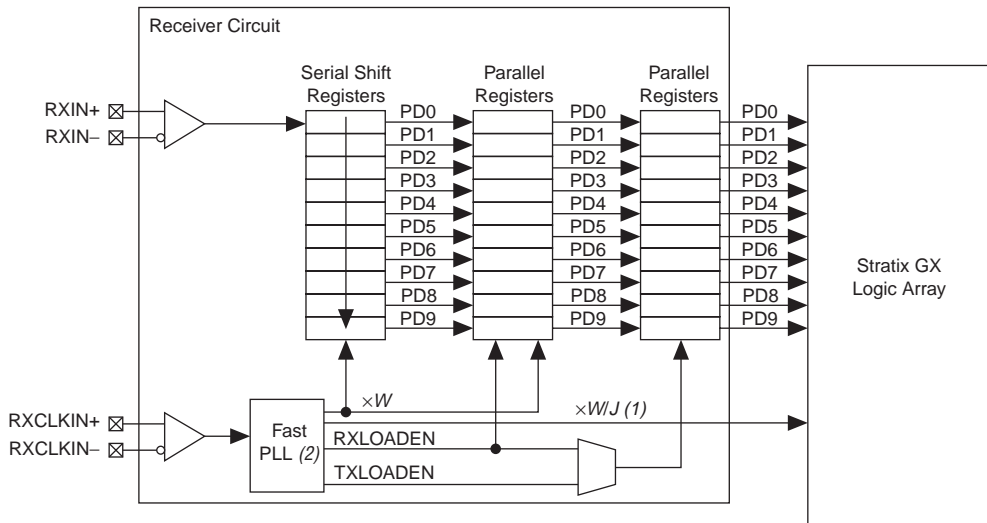 Receiver Circuit
Serial Shift
Registers
Parallel
Registers
Parallel
Registers
RXIN+
RXIN−
PD0 PD0 PD0
PD1 PD1 PD1
PD2 PD2 PD2
PD3 PD3 PD3
PD4 PD4 PD4
PD5 PD5 PD5
PD6 PD6 PD6
PD7 PD7 PD7
PD8 PD8 PD8
PD9 PD9 PD9
Stratix GX
Logic Array
×W
×W/J (1)
RXCLKIN+
RXCLKIN−
Fast
PLL (2)
RXLOADEN
TXLOADEN